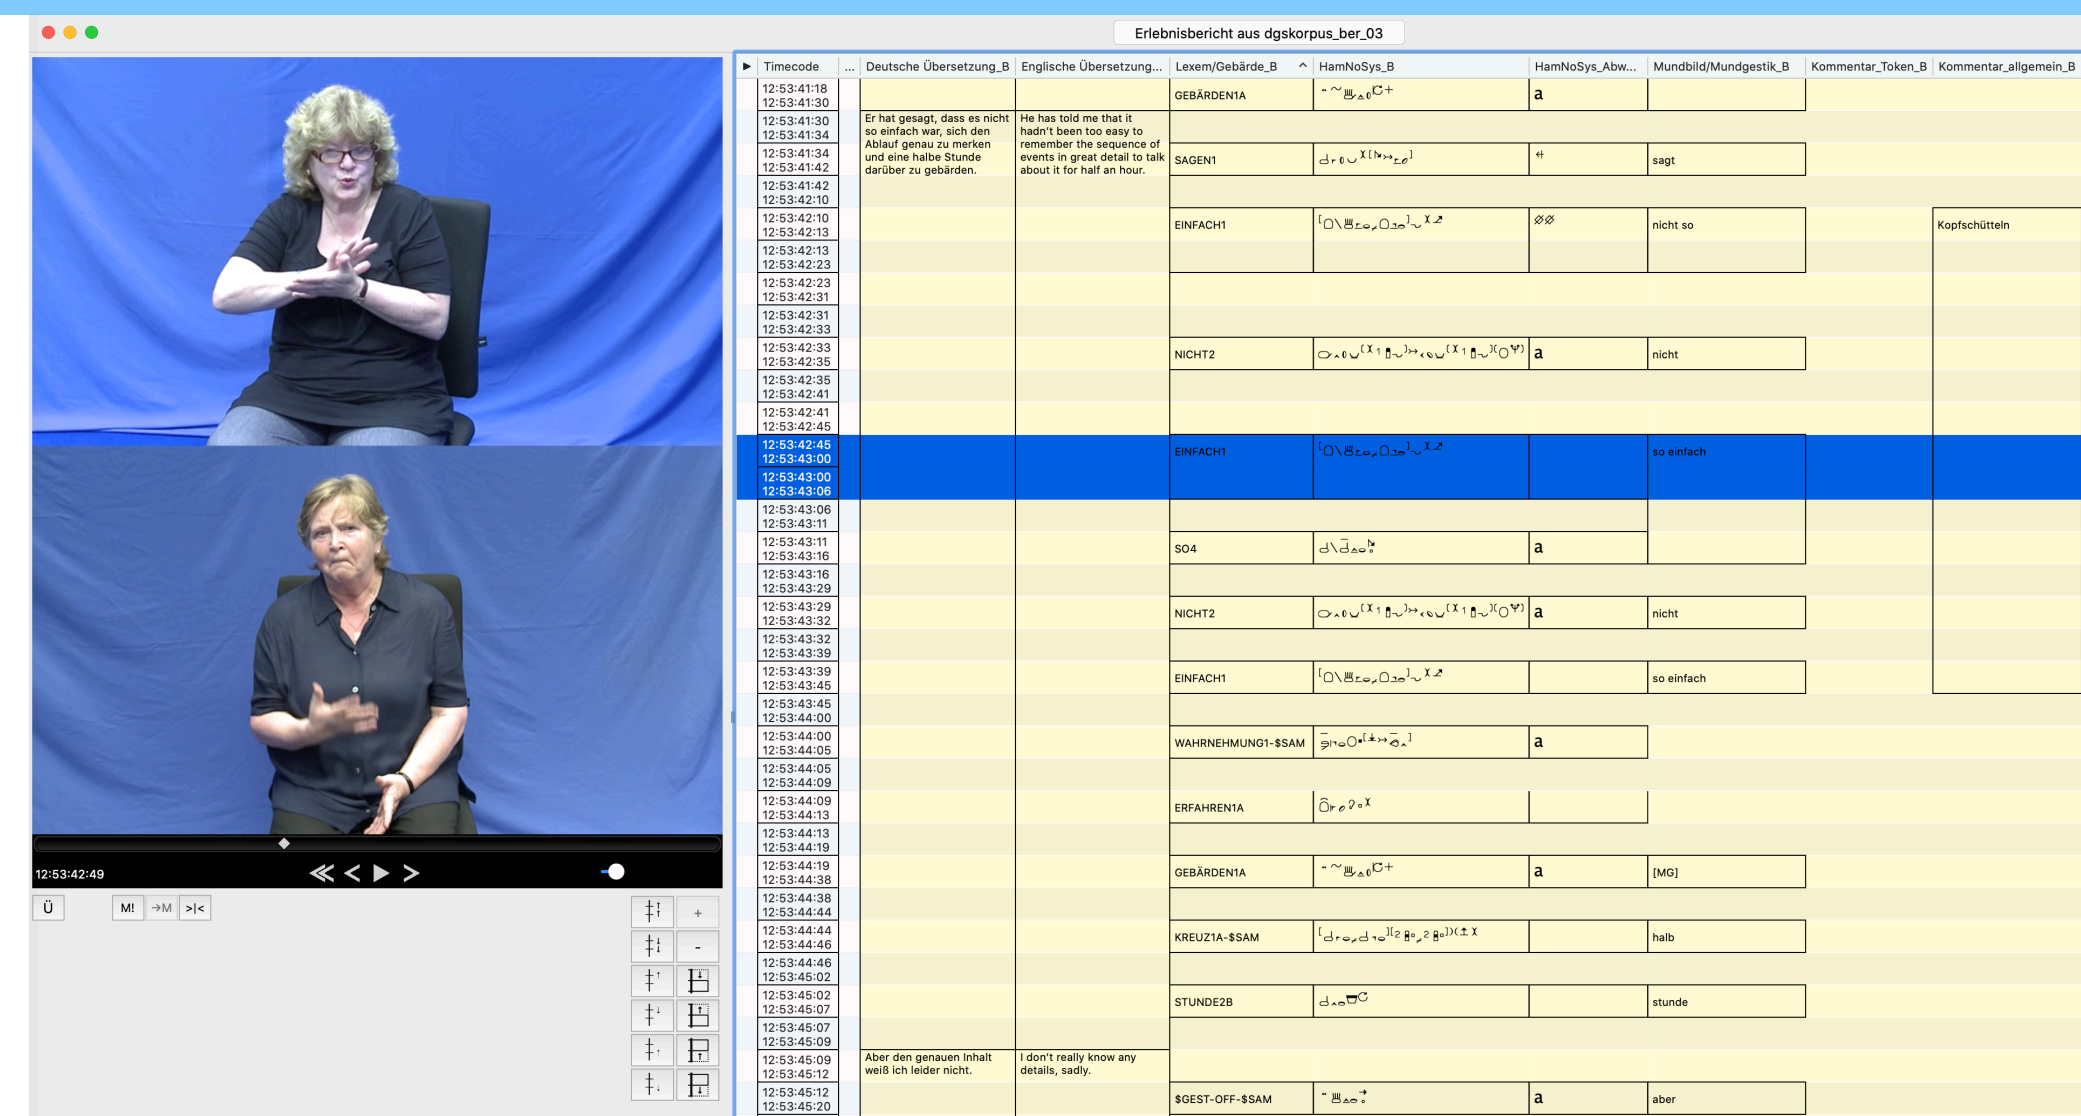 Erlebnisbericht aus dgskorpus_ber_03
Timecode ... Deutsche Übersetzung_B Englische Übersetzung... Lexem/Gebärde_B HamNoSys_B HamNoSys_Abw... Mundbild/Mundgestik_B Kommentar_Token_B Kommentar_allgemein_B
12:53:41:18
12:53:41:30
GEBÄRDEN1A a
12:53:41:30
12:53:41:34
Er hat gesagt, dass es nicht
so einfach war, sich den
Ablauf genau zu merken
und eine halbe Stunde
darüber zu gebärden.
He has told me that it
hadn't been too easy to
remember the sequence of
events in great detail to talk
about it for half an hour.
12:53:41:34
12:53:41:42
SAGEN1 sagt
12:53:41:42
12:53:42:10
12:53:42:10
12:53:42:13
EINFACH1 nicht so Kopfschütteln
12:53:42:13
12:53:42:23
12:53:42:23
12:53:42:31
12:53:42:31
12:53:42:33
12:53:42:33
12:53:42:35
NICHT2 a nicht
12:53:42:35
12:53:42:41
12:53:42:41
12:53:42:45
12:53:42:45
12:53:43:00
EINFACH1 so einfach
12:53:43:00
12:53:43:06
12:53:43:06
12:53:43:11
12:53:43:11
12:53:43:16
SO4 a
12:53:43:16
12:53:43:29
12:53:43:29
12:53:43:32
NICHT2 a nicht
12:53:43:32
12:53:43:39
12:53:43:39
12:53:43:45
EINFACH1 so einfach
12:53:43:45
12:53:44:00
12:53:44:00
12:53:44:05
WAHRNEHMUNG1-$SAM a
12:53:44:05
12:53:44:09
12:53:44:09
12:53:44:13
ERFAHREN1A
12:53:44:13
12:53:44:19
12:53:44:19
12:53:44:38
GEBÄRDEN1A a [MG]
12:53:44:38
12:53:44:44
12:53:44:44
12:53:44:46
KREUZ1A-$SAM halb
12:53:44:46
12:53:45:02
12:53:45:02
12:53:45:07
STUNDE2B stunde
12:53:45:07
12:53:45:09
12:53:45:09
12:53:45:12
Aber den genauen Inhalt
weiß ich leider nicht.
I don't really know any
details, sadly.
12:53:45:12
12:53:45:20
$GEST-OFF-$SAM a aber
12:53:42:49
Ü M! →M >|<
+
-